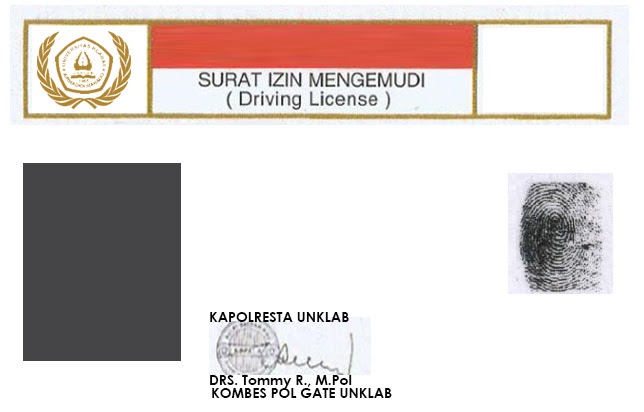 SURAT IZIN MENGEMUDI
( Driving License )
KAPOLRESTA UNKLAB
DRS. Tommy R., M.Pol
KOMBES POL GATE UNKLAB